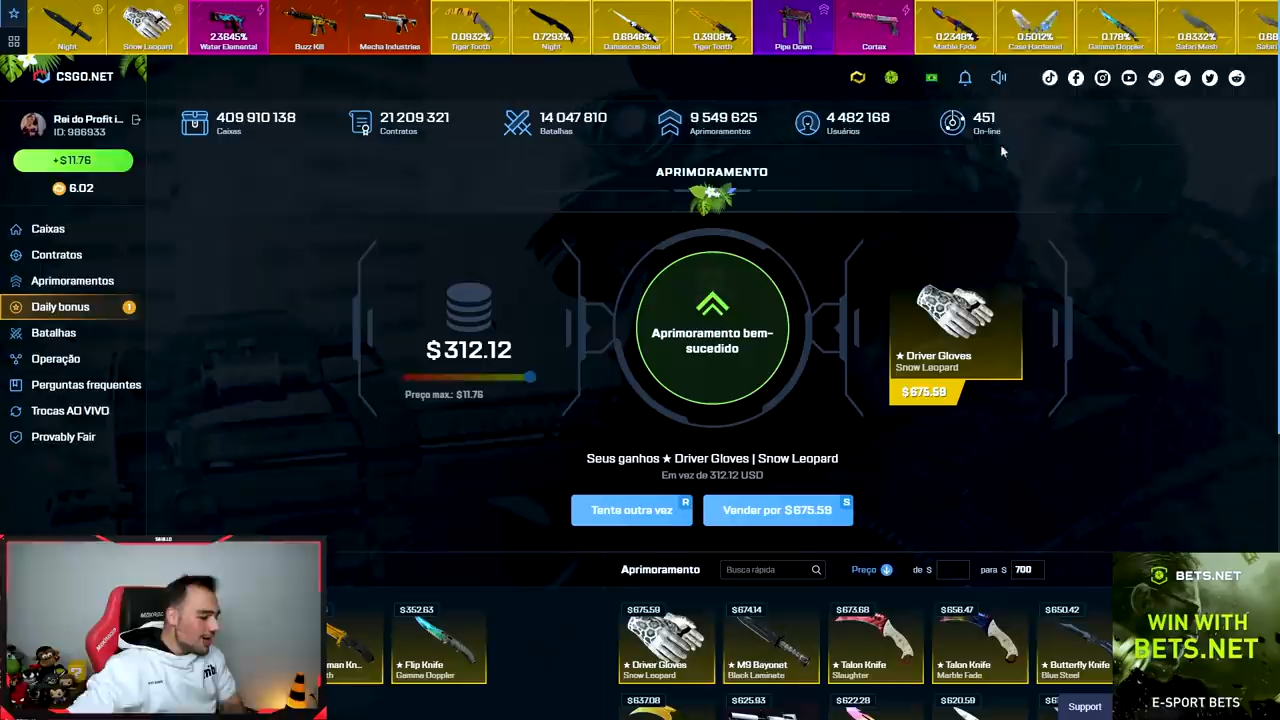 Night
Snow Leopard
2.3645%
Water Elemental
Buzz Kill
Mecha Industries
0.0932%
Tiger Tooth
0.7293%
Night
0.6846%
Damascus Steel
0.3908%
Tiger Tooth
Pipe Down
Cortex
0.2348%
Marble Fade
0.5012%
Case Hardened
0.178%
Gamma Doppler
0.8332%
Safari Mesh
CSGO.NET
Rei do Profit i...
ID: 986933
+$11.76
6.02
409 910 138
Caixas
21 209 321
Contratos
14 047 810
Batalhas
9 549 625
Aprimoramentos
4 482 168
Usuários
451
On-line
Caixas
Contratos
Aprimoramentos
Daily bonus
1
Batalhas
Operação
Perguntas frequentes
Trocas AO VIVO
Provably Fair
APRIMORAMENTO
$312.12
Preço max.: $11.76
Aprimoramento bem-
sucedido
★ Driver Gloves
Snow Leopard
$675.59
Seus ganhos ★ Driver Gloves | Snow Leopard
Em vez de 312.12 USD
Tente outra vez
R
Vender por $675.59
S
Aprimoramento
Busca rápida
Preço
de $
para $
700
$352.63
★ Flip Knife
Gamma Doppler
$675.59
★ Driver Gloves
Snow Leopard
$674.14
★ M9 Bayonet
Black Laminate
$673.68
★ Talon Knife
Slaughter
$656.47
★ Talon Knife
Marble Fade
$650.42
★ Butterfly Knife
Blue Steel
$637.08
$625.93
$622.28
$620.59
Support
BETS.NET
WIN WITH
BETS.NET
E-SPORT BETS